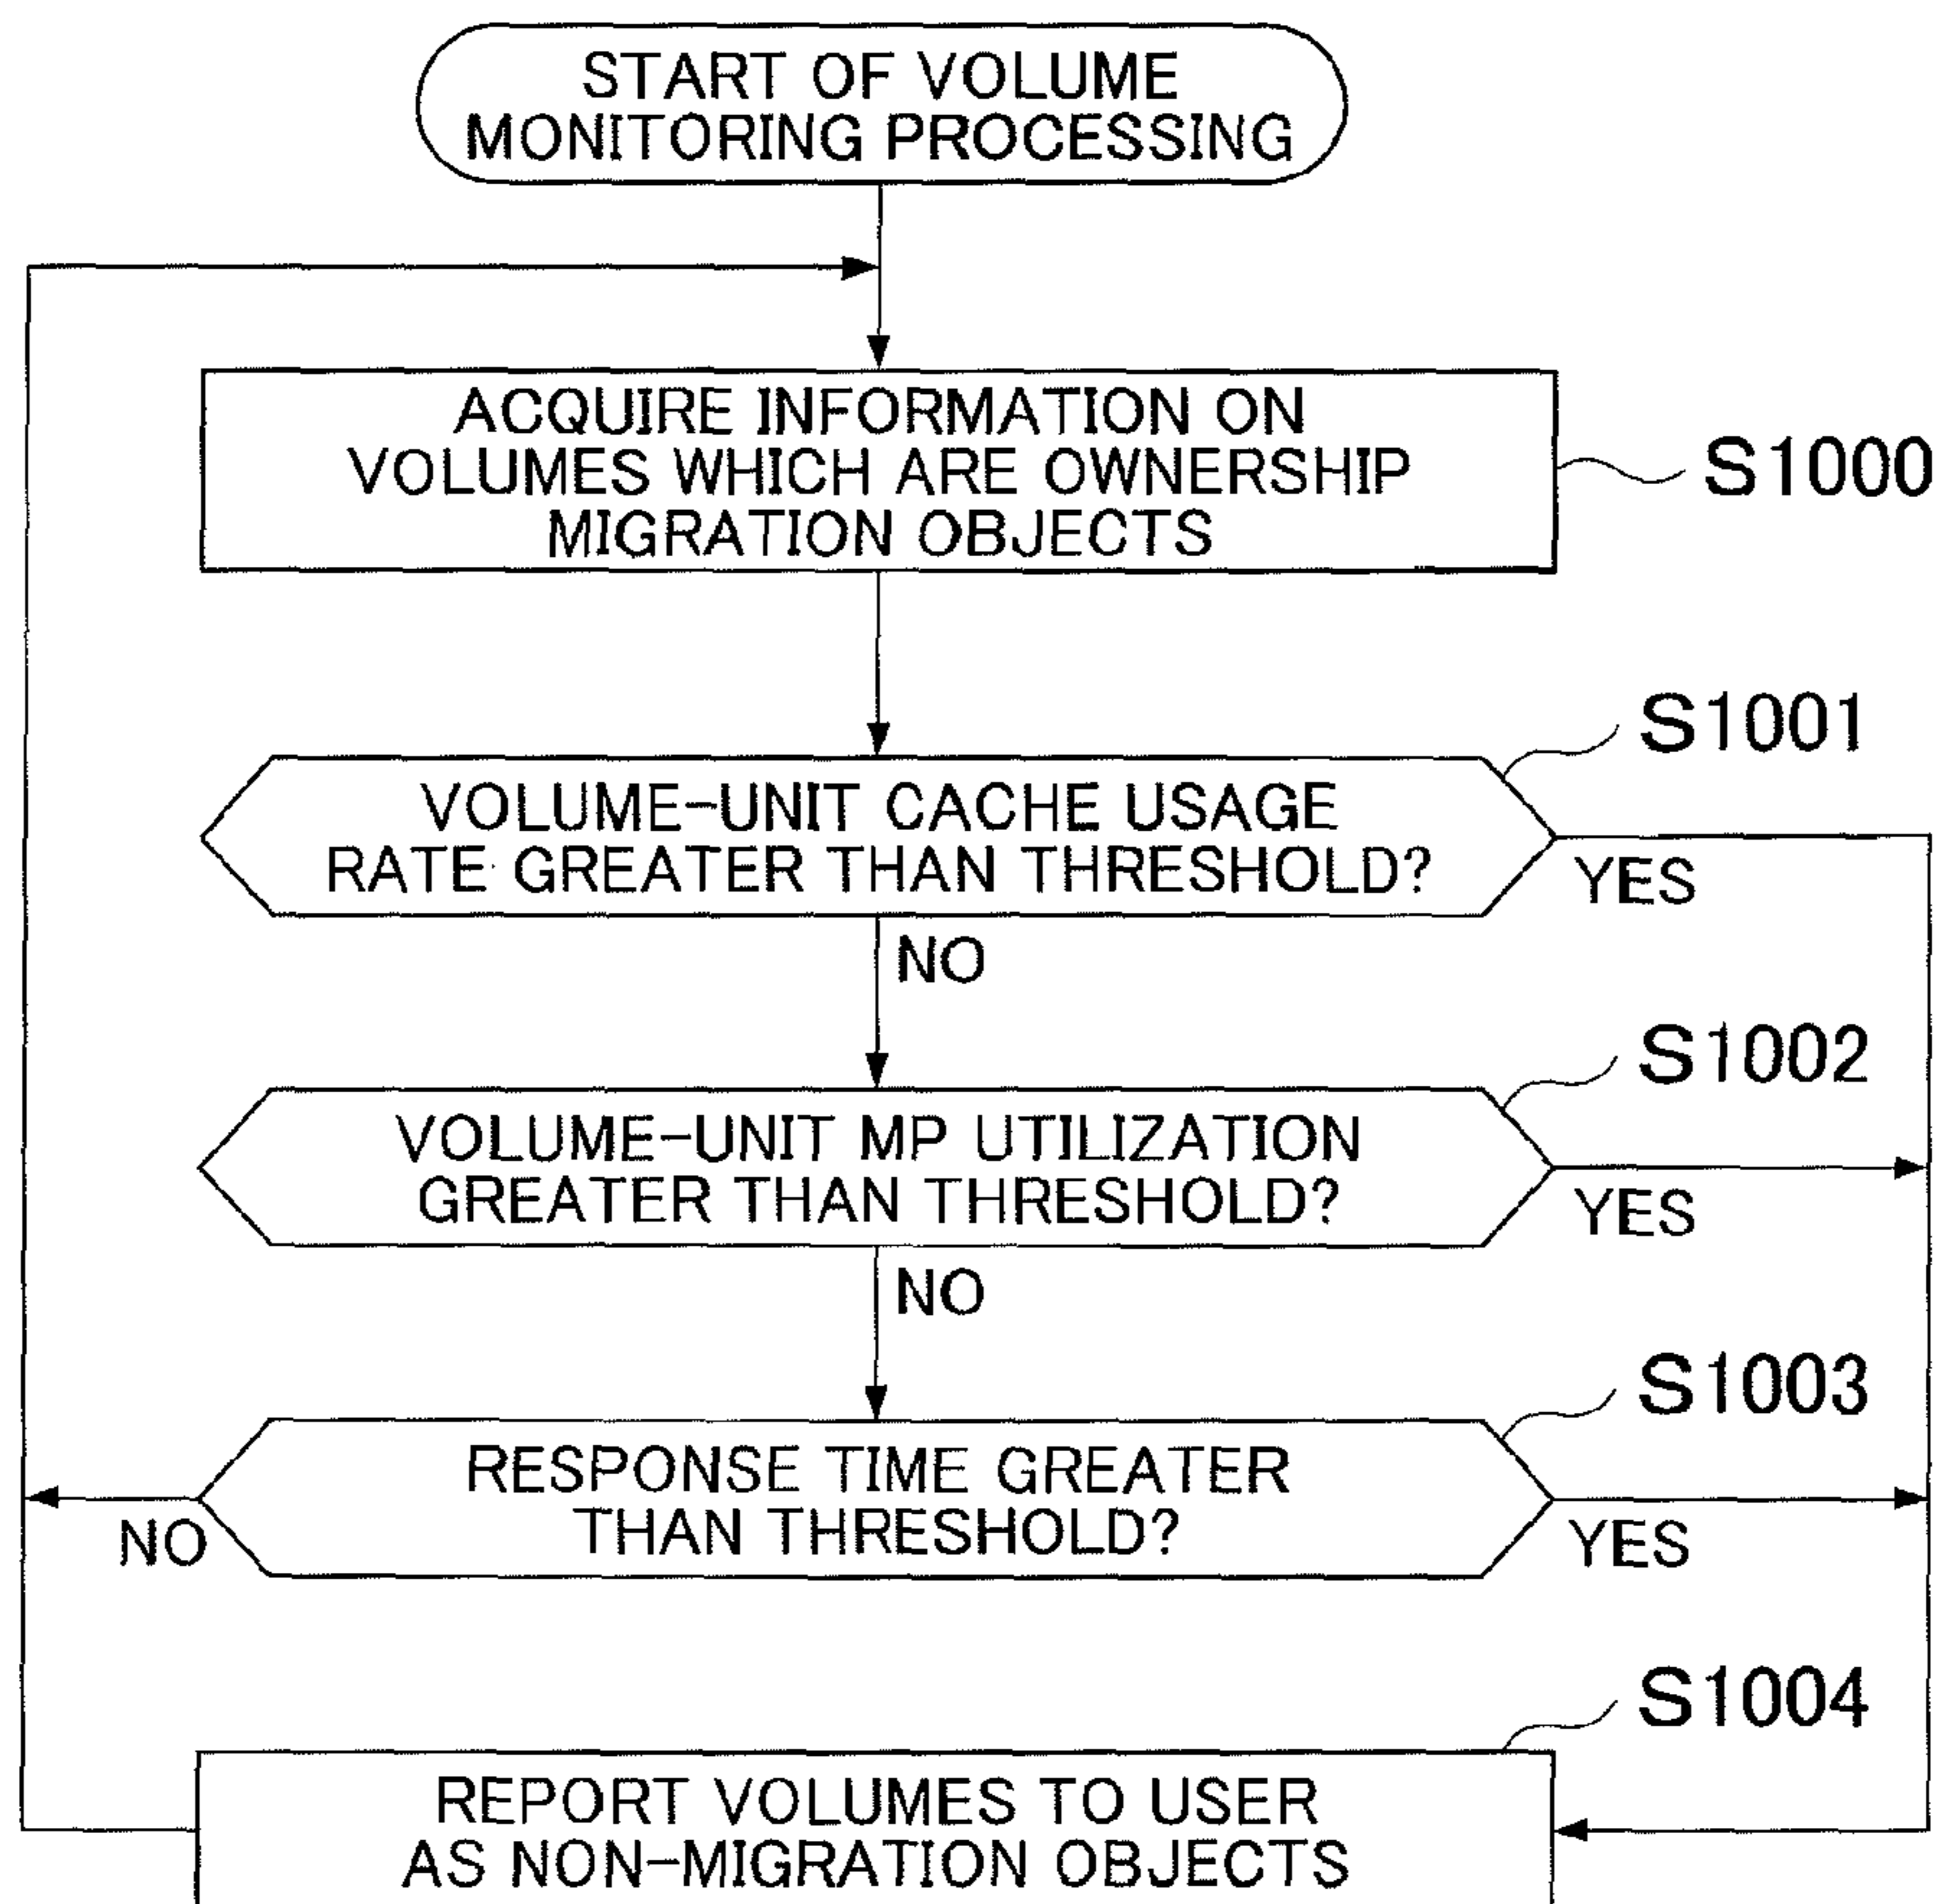 START OF VOLUME
MONITORING PROCESSING
ACQUIRE INFORMATION ON
VOLUMES WHICH ARE OWNERSHIP
MIGRATION OBJECTS
S1000
S1001
VOLUME-UNIT CACHE USAGE
RATE GREATER THAN THRESHOLD?
YES
NO
S1002
VOLUME-UNIT MP UTILIZATION
GREATER THAN THRESHOLD?
YES
NO
S1003
RESPONSE TIME GREATER
THAN THRESHOLD?
NO
YES
S1004
REPORT VOLUMES TO USER
AS NON-MIGRATION OBJECTS